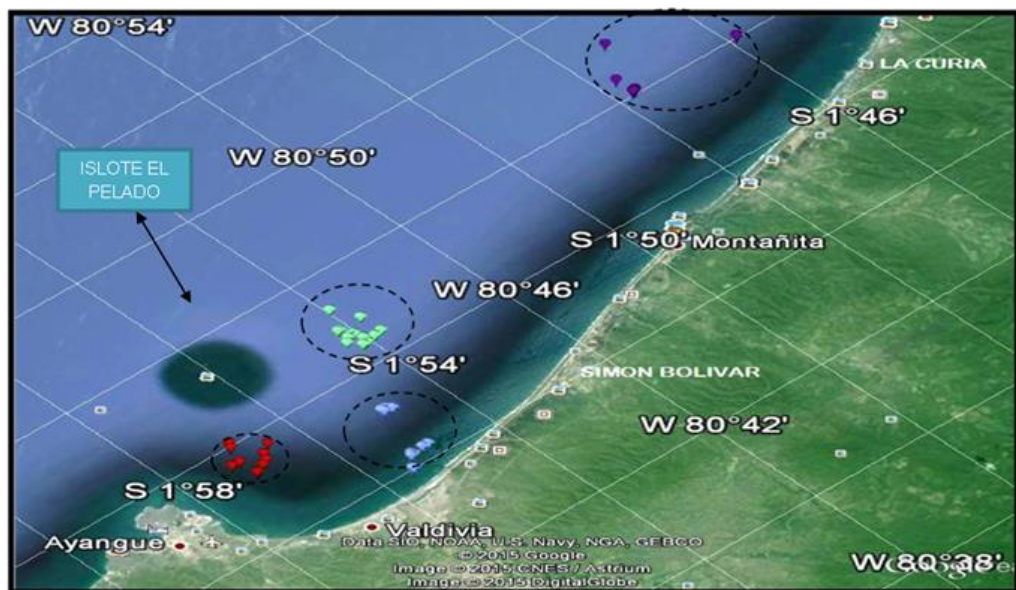 W 80°54'
LA CURIA
S 1°46'
W 80°50'
ISLOTE EL
PELADO
S 1°50'
Montañita
W 80°46'
S 1°54'
SIMON BOLIVAR
W 80°42'
S 1°58'
Valdivia
Ayangue
Data SIO, NOAA, U.S. Navy, NGA, GEBCO
© 2015 Google
Image © 2015 CNES / Astrium
Image © 2015 DigitalGlobe
W 80°38'